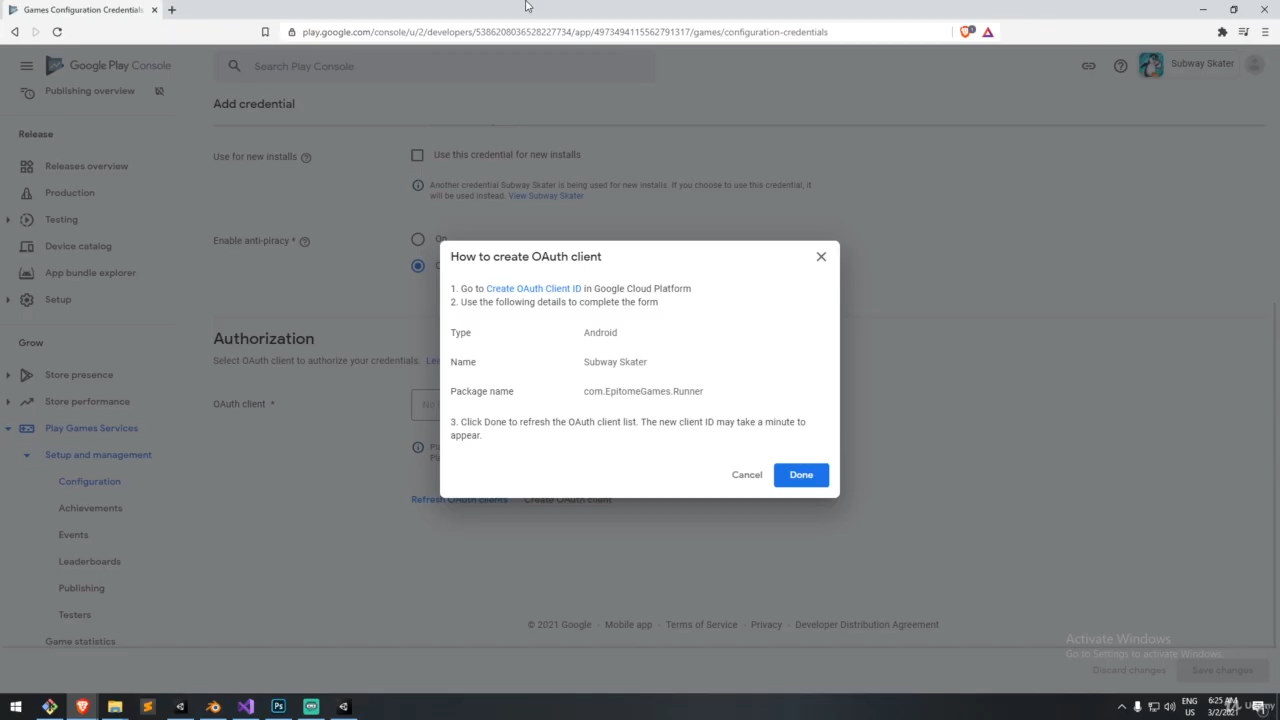 Games Configuration Credentials
play.google.com/console/u/2/developers/5386208036528227734/app/4973494115562791317/games/configuration-credentials
Google Play Console
Search Play Console
Subway Skater
Publishing overview
Add credential
Release
Releases overview
Production
Testing
Device catalog
App bundle explorer
Setup
Grow
Store presence
Store performance
Play Games Services
Setup and management
Configuration
Achievements
Events
Leaderboards
Publishing
Testers
Game statistics
Use for new installs
Use this credential for new installs
Another credential Subway Skater is being used for new installs. If you choose to use this credential, it
will be used instead. View Subway Skater
Enable anti-piracy *
Authorization
Select OAuth client to authorize your credentials.
OAuth client *
Refresh OAuth clients
Create OAuth client
How to create OAuth client
1. Go to Create OAuth Client ID in Google Cloud Platform
2. Use the following details to complete the form
Type Android
Name Subway Skater
Package name com.EpitomeGames.Runner
3. Click Done to refresh the OAuth client list. The new client ID may take a minute to
appear.
Cancel
Done
© 2021 Google · Mobile app · Terms of Service · Privacy · Developer Distribution Agreement
Activate Windows
Go to Settings to activate Windows.
Discard changes
Save changes
ENG
US
6:25 AM
3/2/2021
Udemy